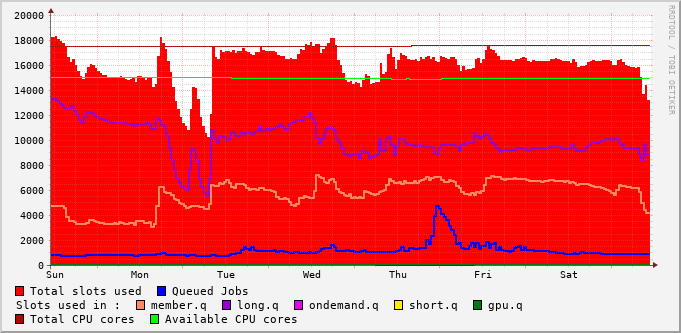 20000
18000
16000
14000
12000
10000
8000
6000
4000
2000
0
Sun Mon Tue Wed Thu Fri Sat
Total slots used Queued Jobs
Slots used in : member.q long.q ondemand.q short.q gpu.q
Total CPU cores Available CPU cores
RRDTOOL / TOBI OETIKER